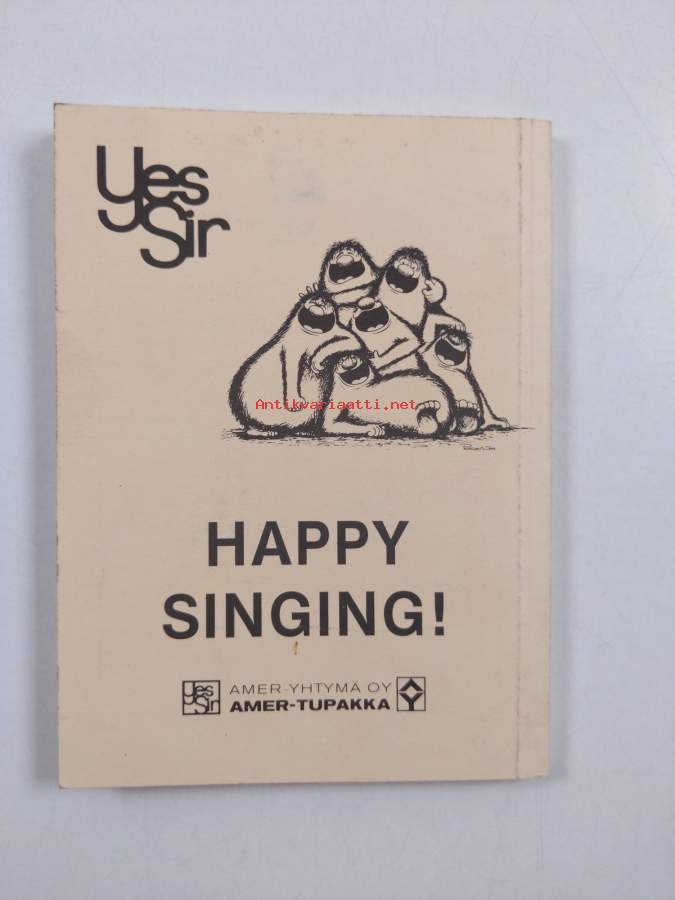 Yes
Sir
Antikvariaatti.net
HAPPY
SINGING!
Yes
Sir
AMER-YHTYMÄ OY
AMER-TUPAKKA